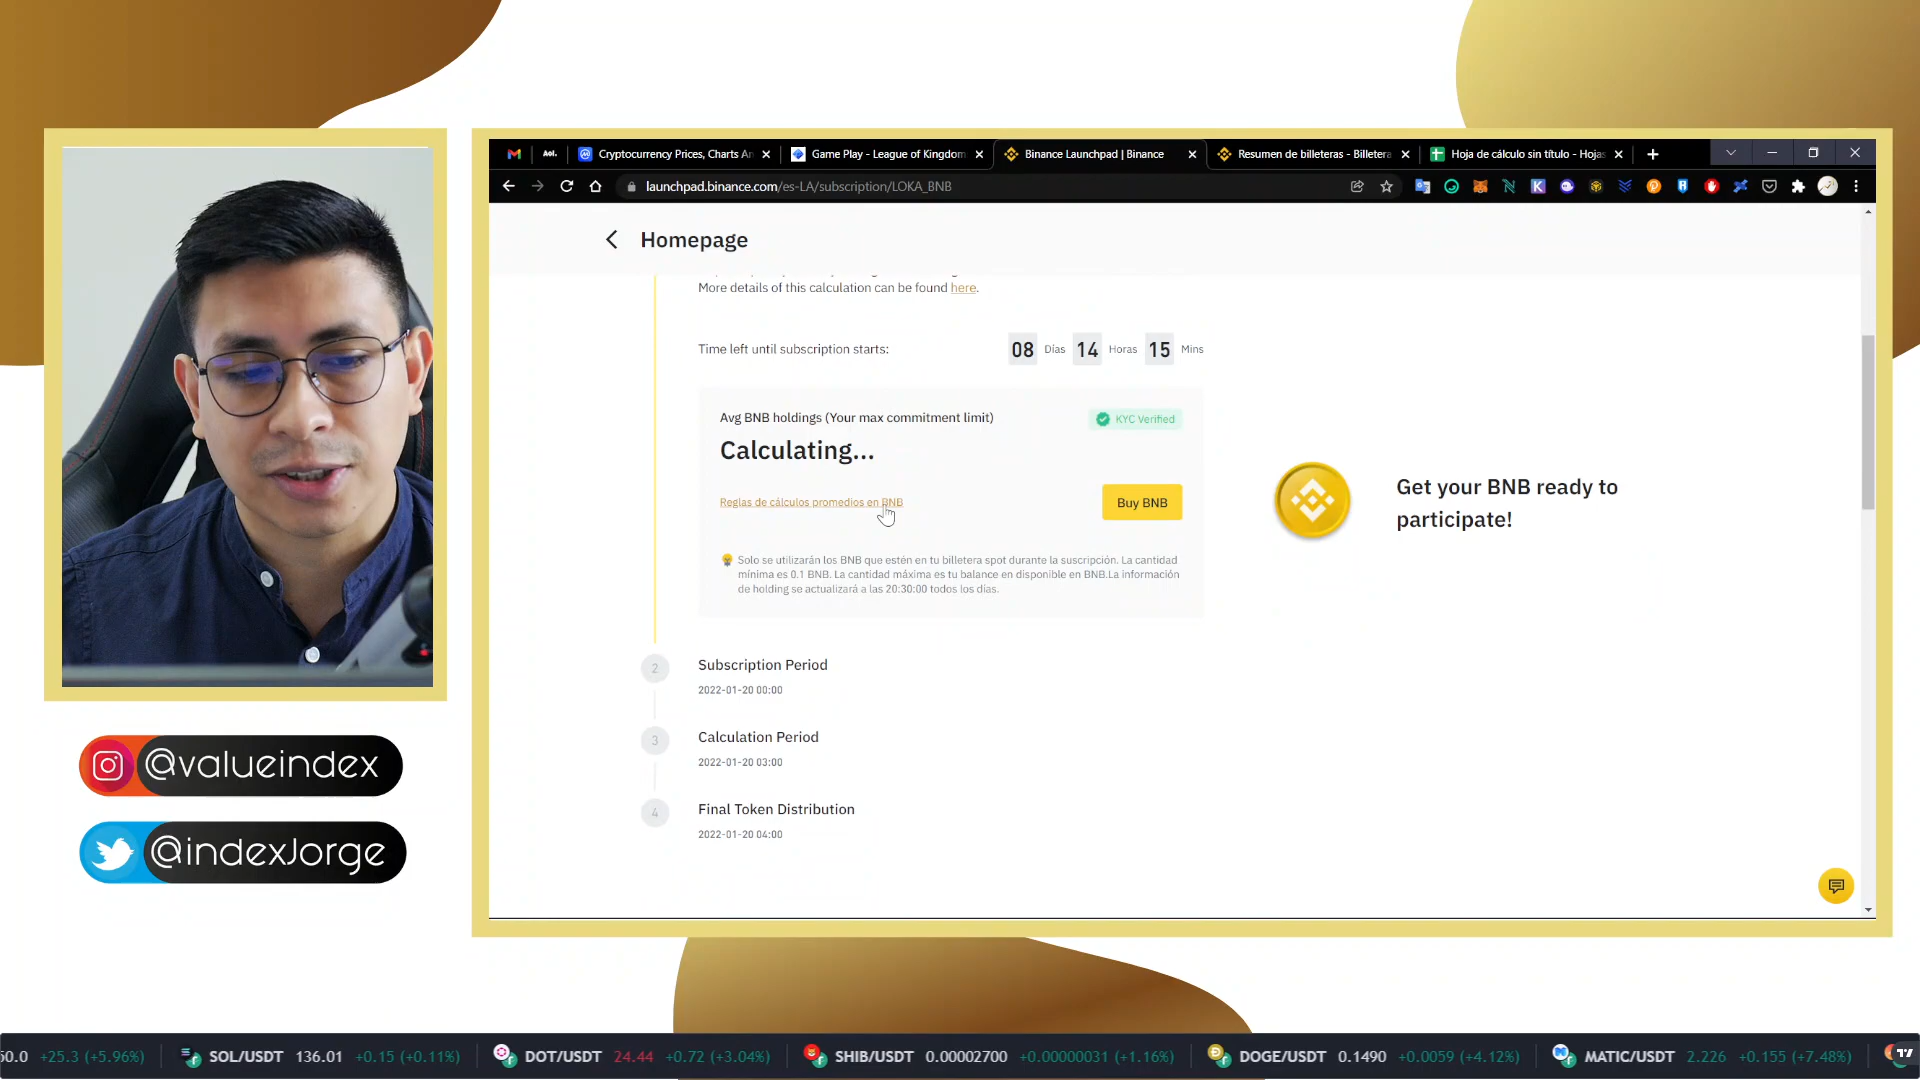 Aol.
Cryptocurrency Prices, Charts An
Game Play - League of Kingdom
Binance Launchpad | Binance
Resumen de billeteras - Billetera
Hoja de cálculo sin título - Hojas
launchpad.binance.com/es-LA/subscription/LOKA_BNB
Homepage
More details of this calculation can be found here.
Time left until subscription starts:
08 Días 14 Horas 15 Mins
Avg BNB holdings (Your max commitment limit)
KYC Verified
Calculating...
Reglas de cálculos promedios en BNB
Buy BNB
Get your BNB ready to
participate!
Solo se utilizarán los BNB que estén en tu billetera spot durante la suscripción. La cantidad
mínima es 0.1 BNB. La cantidad máxima es tu balance en disponible en BNB.La información
de holding se actualizará a las 20:30:00 todos los días.
2
Subscription Period
2022-01-20 00:00
3
Calculation Period
2022-01-20 03:00
4
Final Token Distribution
2022-01-20 04:00
@valueindex
@indexJorge
50.0 +25.3 (+5.96%) SOL/USDT 136.01 +0.15 (+0.11%) DOT/USDT 24.44 +0.72 (+3.04%) SHIB/USDT 0.00002700 +0.00000031 (+1.16%) DOGE/USDT 0.1490 +0.0059 (+4.12%) MATIC/USDT 2.226 +0.155 (+7.48%)